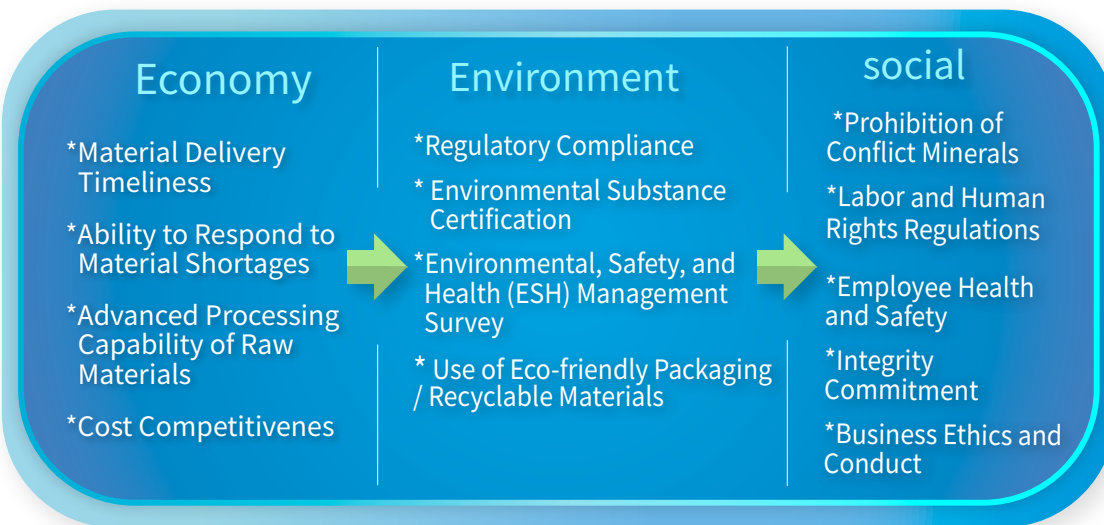 Economy
*Material Delivery
Timeliness
*Ability to Respond to
Material Shortages
*Advanced Processing
Capability of Raw
Materials
*Cost Competitivenes
Environment
*Regulatory Compliance
* Environmental Substance
Certification
*Environmental, Safety, and
Health (ESH) Management
Survey
* Use of Eco-friendly Packaging
/ Recyclable Materials
social
*Prohibition of
Conflict Minerals
*Labor and Human
Rights Regulations
*Employee Health
and Safety
*Integrity
Commitment
*Business Ethics and
Conduct